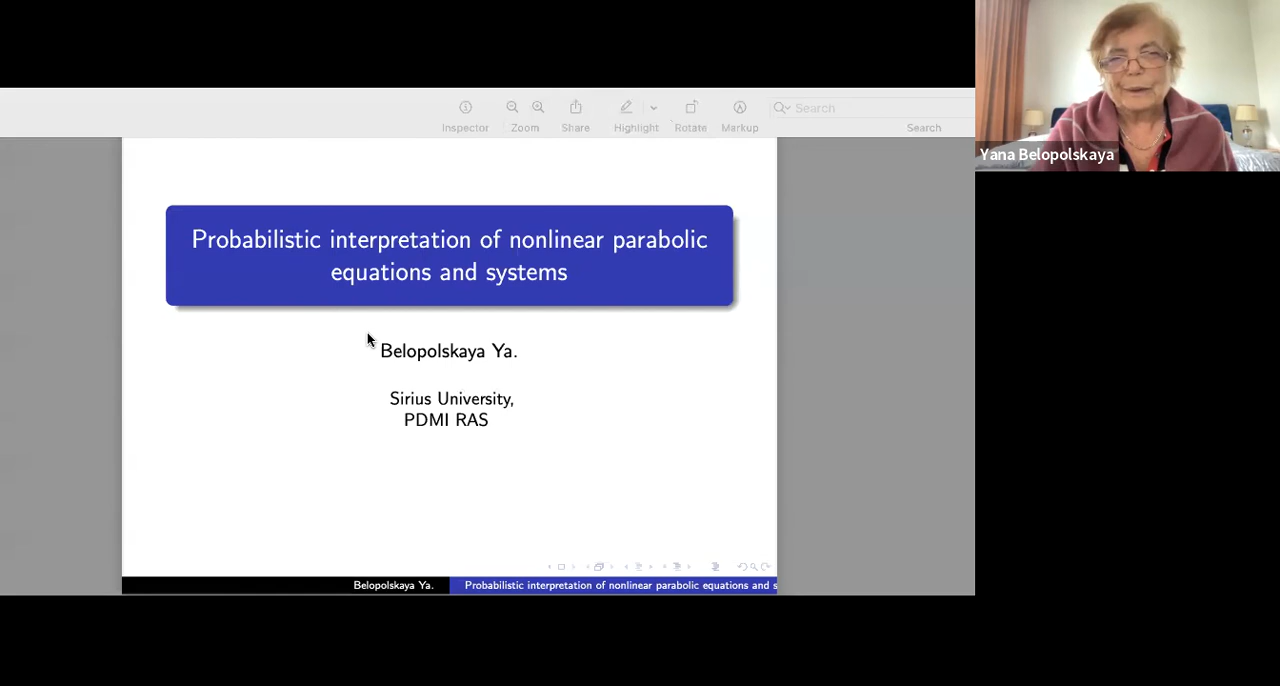 Inspector
Zoom
Share
Highlight
Rotate
Markup
Search
Search
Yana Belopolskaya
Probabilistic interpretation of nonlinear parabolic
equations and systems
Belopolskaya Ya.
Sirius University,
PDMI RAS
Belopolskaya Ya.
Probabilistic interpretation of nonlinear parabolic equations and s